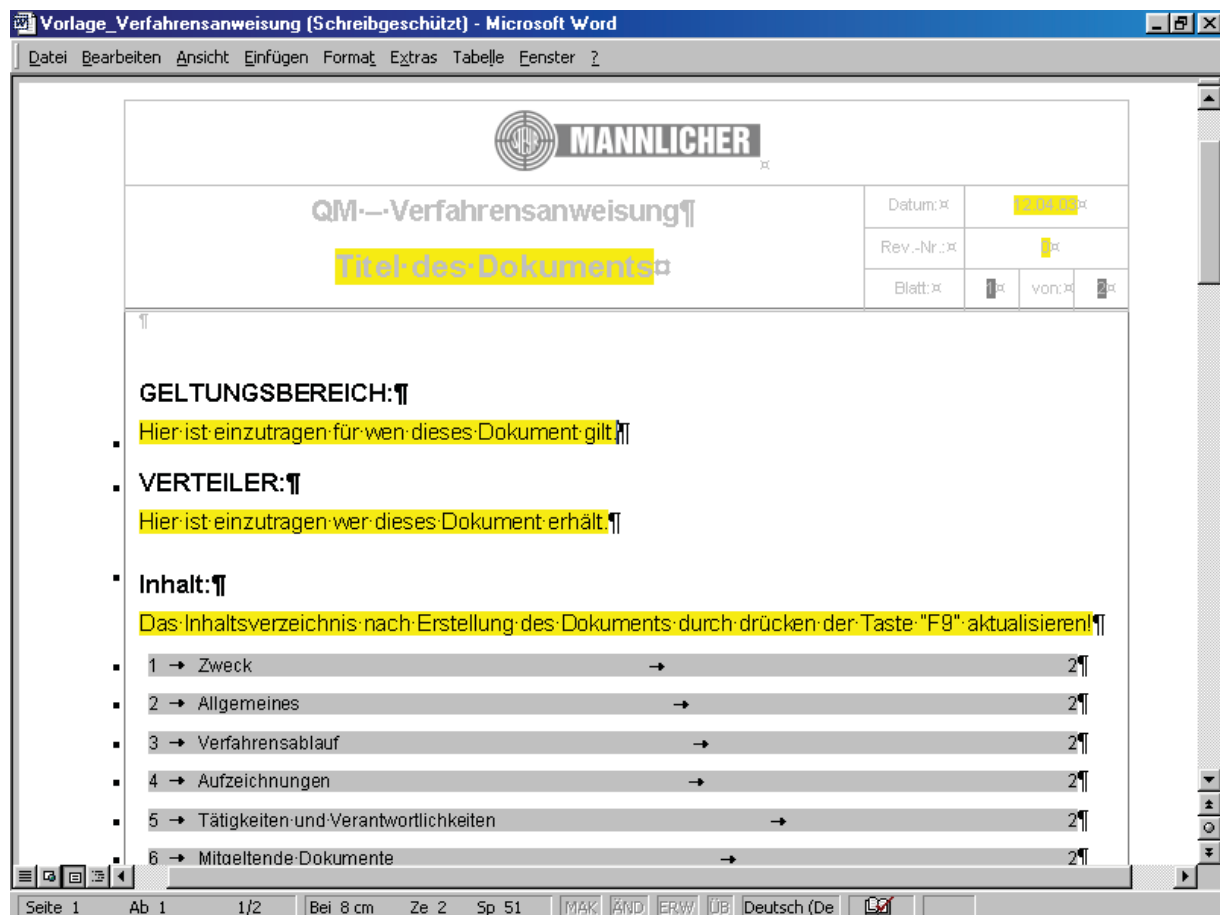 Vorlage_Verfahrensanweisung (Schreibgeschützt) - Microsoft Word
Datei Bearbeiten Ansicht Einfügen Format Extras Tabelle Fenster ?
MANNLICHER¤
QM·–·Verfahrensanweisung¶
Titel·des·Dokuments¤
Datum:¤ 12.04.03¤
Rev.-Nr.:¤ 0¤
Blatt:¤ 1¤ von:¤ 2¤
¶
GELTUNGSBEREICH:¶
Hier·ist·einzutragen·für·wen·dieses·Dokument·gilt.¶
VERTEILER:¶
Hier·ist·einzutragen·wer·dieses·Dokument·erhält.¶
Inhalt:¶
Das·Inhaltsverzeichnis·nach·Erstellung·des·Dokuments·durch·drücken·der·Taste·"F9"·aktualisieren!¶
1 → Zweck → 2¶
2 → Allgemeines → 2¶
3 → Verfahrensablauf → 2¶
4 → Aufzeichnungen → 2¶
5 → Tätigkeiten·und·Verantwortlichkeiten → 2¶
6 → Mitgeltende·Dokumente → 2¶
Seite 1 Ab 1 1/2 Bei 8 cm Ze 2 Sp 51 MAK ÄND ERW ÜB Deutsch (De